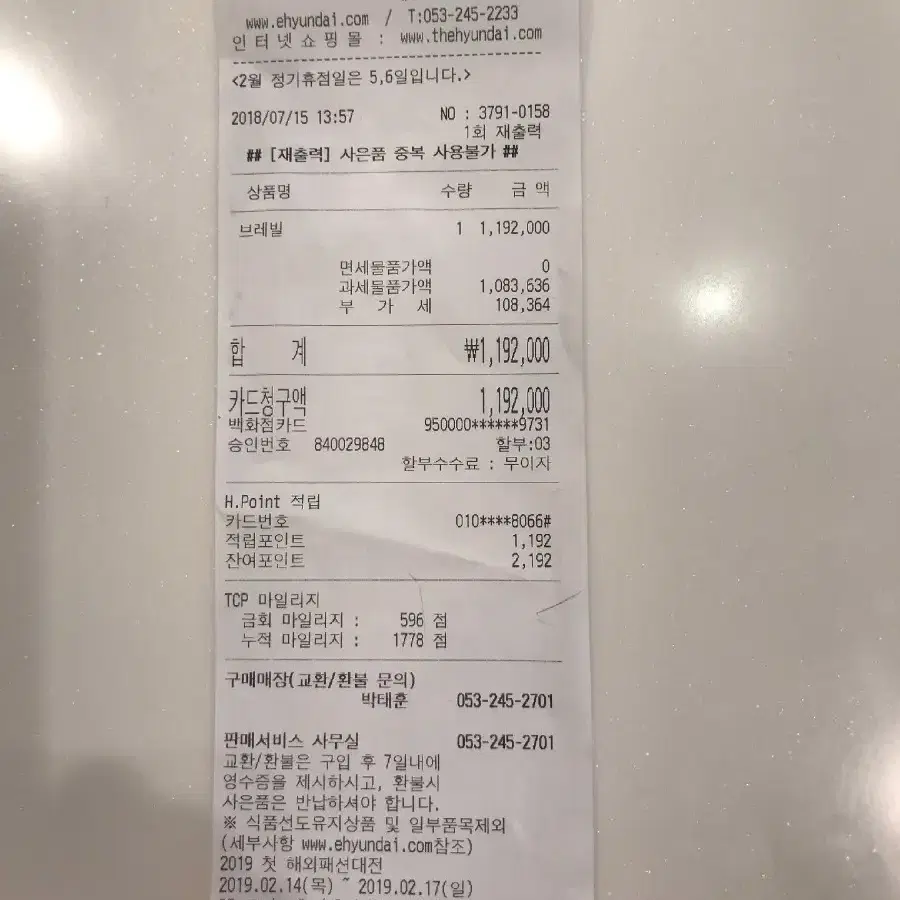 www.ehyundai.com / T:053-245-2233
인터넷쇼핑몰 : www.thehyundai.com
<2월 정기휴점일은 5,6일입니다.>
2018/07/15 13:57 NO : 3791-0158
1회 재출력
## [재출력] 사은품 중복 사용불가 ##
상품명 수량 금 액
브레빌 1 1,192,000
면세물품가액 0
과세물품가액 1,083,636
부 가 세 108,364
합 계 ₩1,192,000
카드청구액 1,192,000
백화점카드 950000******9731
승인번호 840029848 할부:03
할부수수료 : 무이자
H.Point 적립
카드번호 010****8066#
적립포인트 1,192
잔여포인트 2,192
TCP 마일리지
금회 마일리지 : 596 점
누적 마일리지 : 1778 점
구매매장(교환/환불 문의)
박태훈 053-245-2701
판매서비스 사무실 053-245-2701
교환/환불은 구입 후 7일내에
영수증을 제시하시고, 환불시
사은품은 반납하셔야 합니다.
※ 식품선도유지상품 및 일부품목제외
(세부사항 www.ehyundai.com참조)
2019 첫 해외패션대전
2019.02.14(목) ~ 2019.02.17(일)